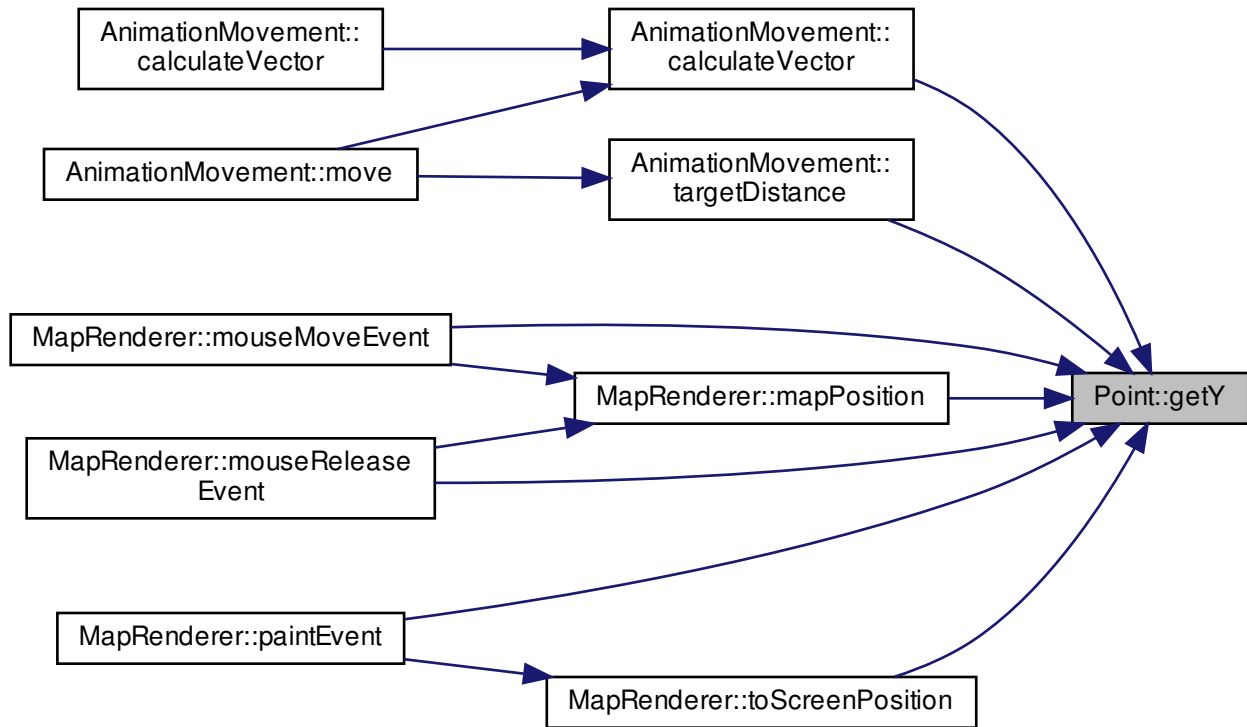 AnimationMovement::
calculateVector
AnimationMovement::
calculateVector
AnimationMovement::move
AnimationMovement::
targetDistance
MapRenderer::mouseMoveEvent
MapRenderer::mapPosition
Point::getY
MapRenderer::mouseRelease
Event
MapRenderer::paintEvent
MapRenderer::toScreenPosition